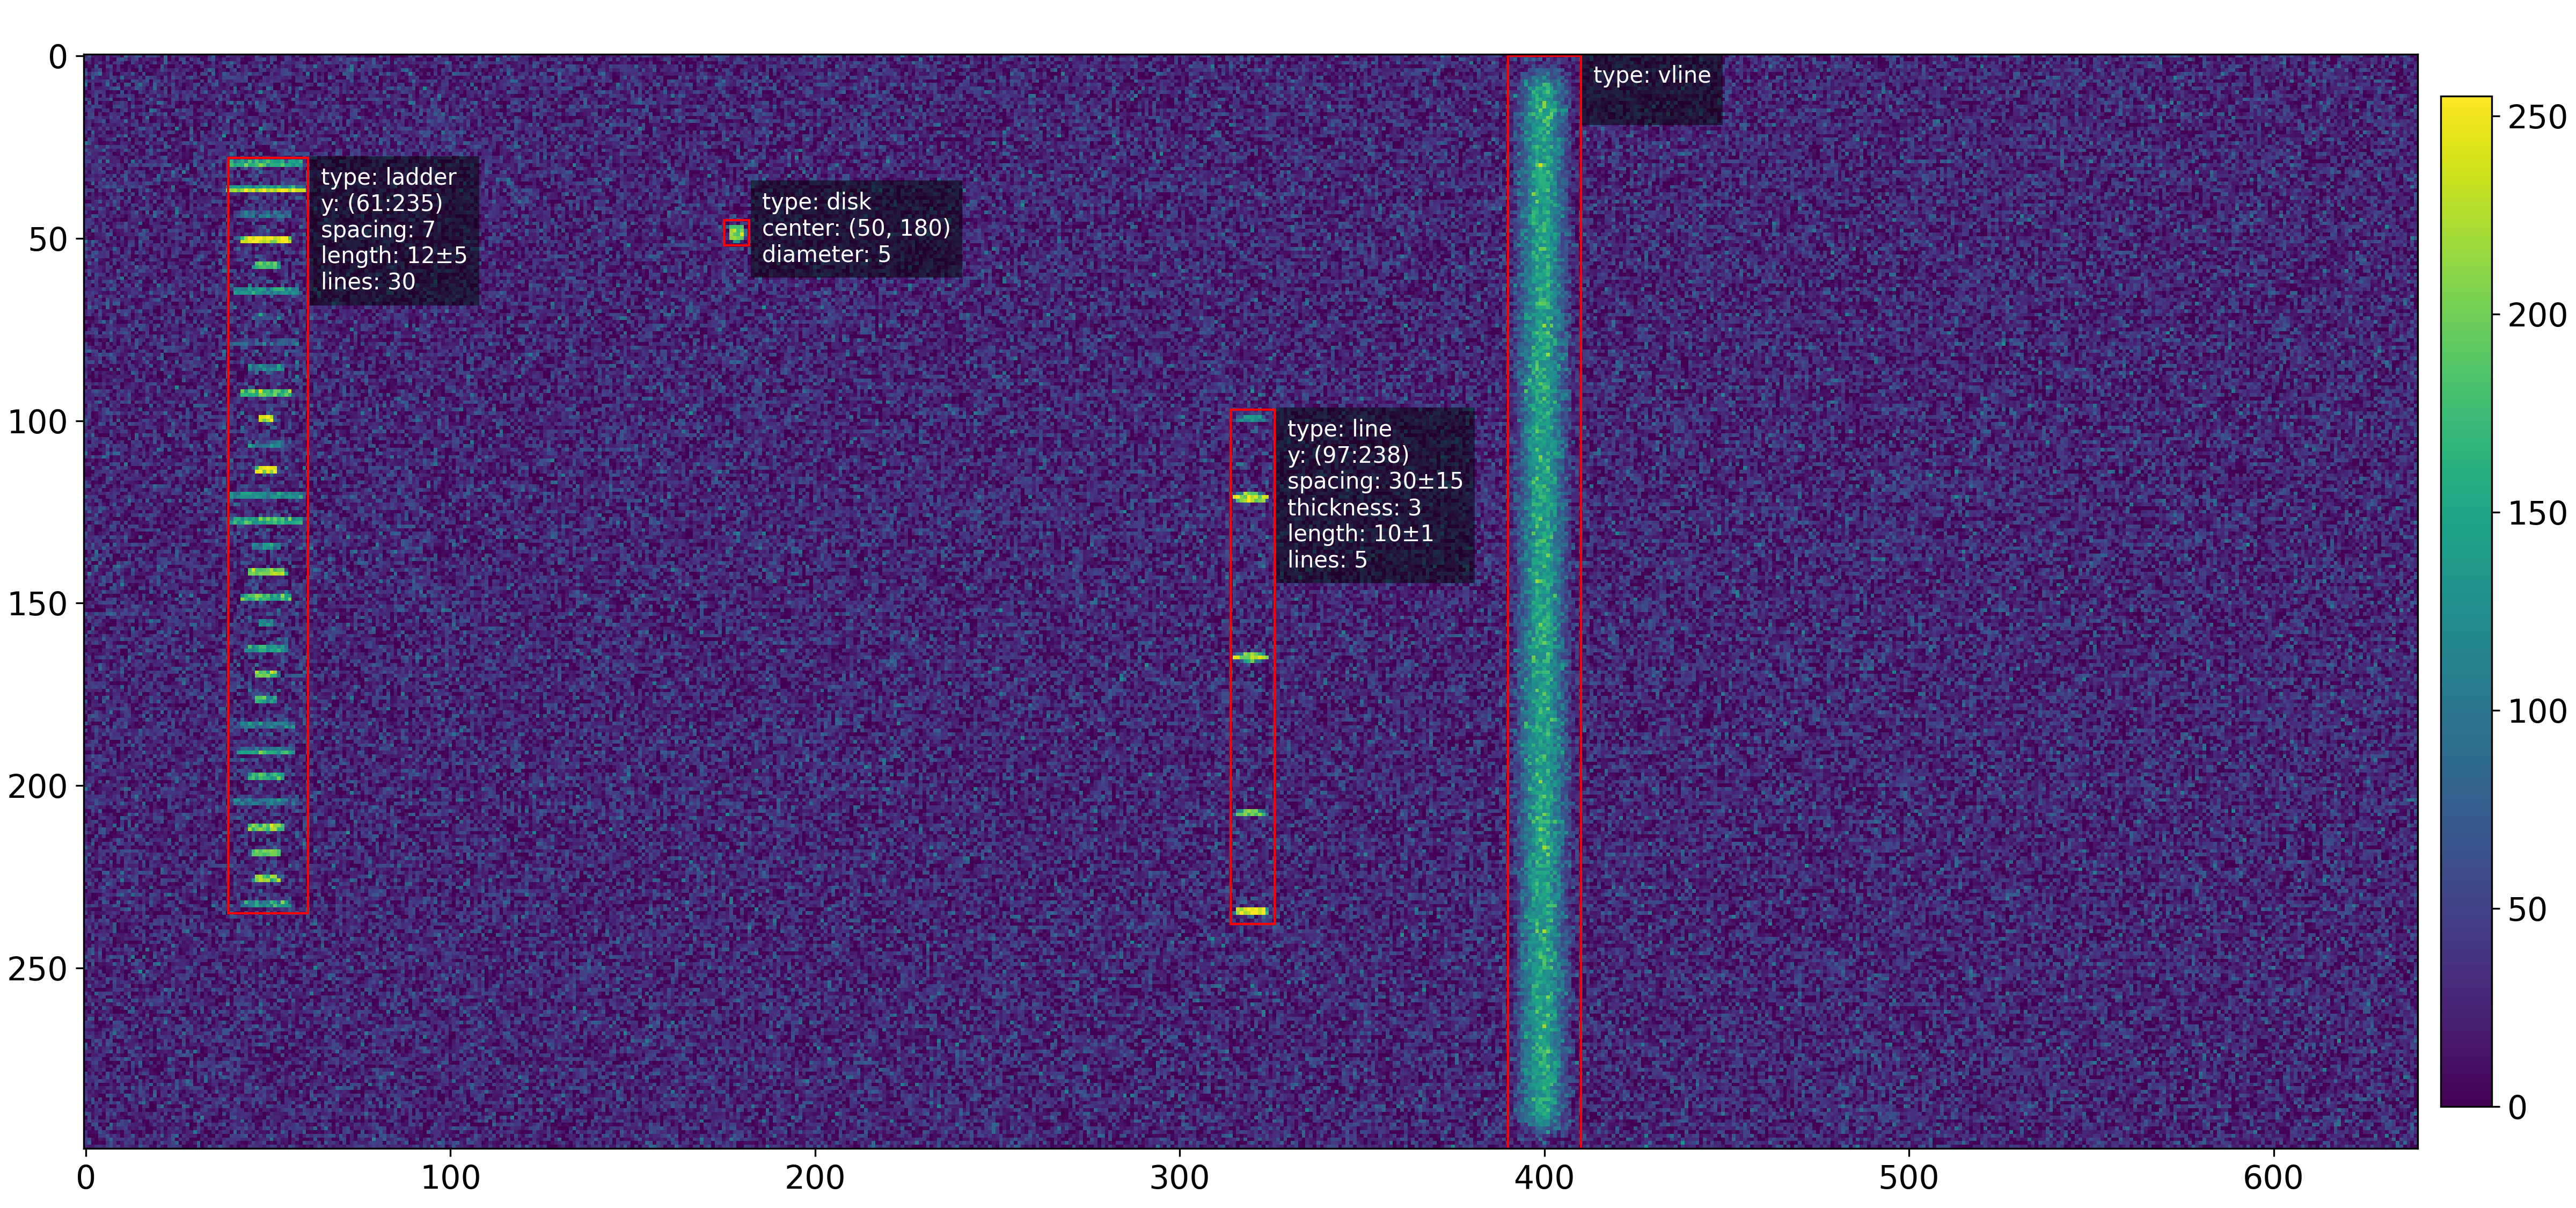 0
50
100
150
200
250
0
100
200
300
400
500
600
type: ladder
y: (61:235)
spacing: 7
length: 12±5
lines: 30
type: disk
center: (50, 180)
diameter: 5
type: line
y: (97:238)
spacing: 30±15
thickness: 3
length: 10±1
lines: 5
type: vline
250
200
150
100
50
0